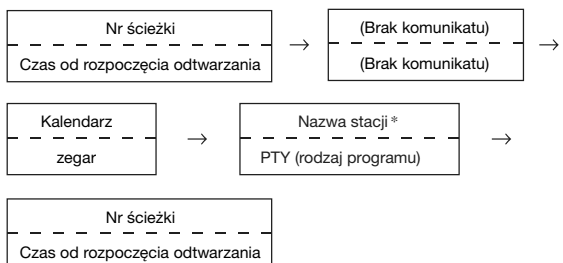 Nr ścieżki
Czas od rozpoczęcia odtwarzania
→
(Brak komunikatu)
(Brak komunikatu)
→
Kalendarz
zegar
→
Nazwa stacji *
PTY (rodzaj programu)
→
Nr ścieżki
Czas od rozpoczęcia odtwarzania